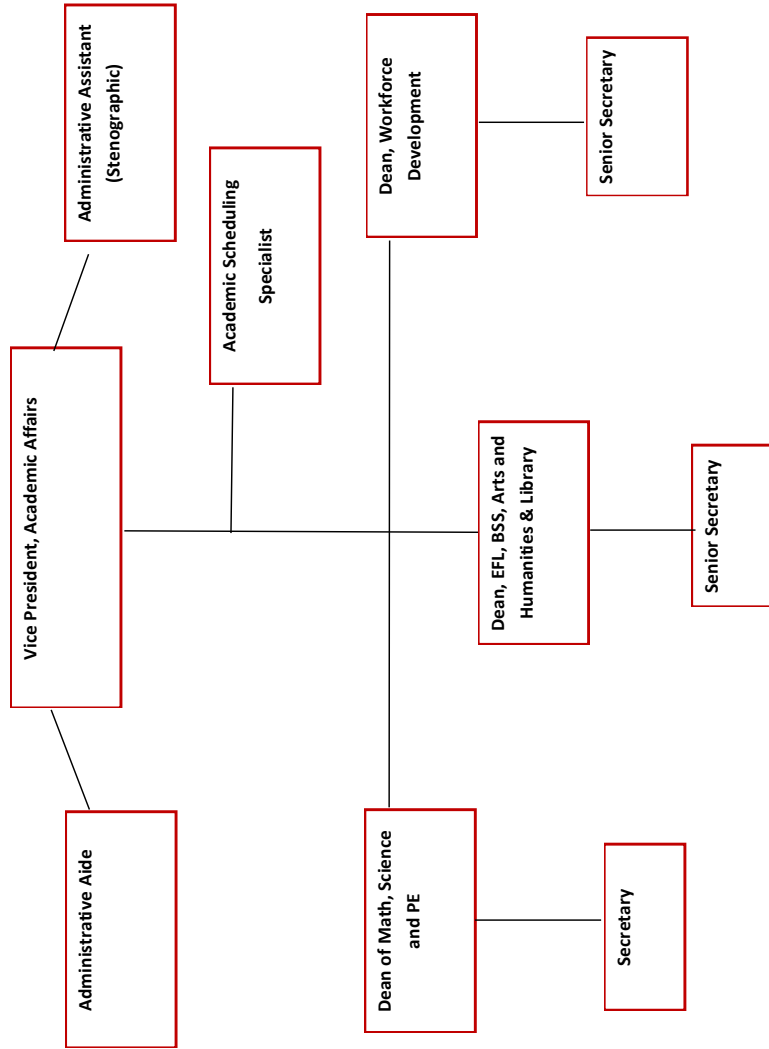 Vice President, Academic Affairs
Administrative Aide
Administrative Assistant
(Stenographic)
Academic Scheduling
Specialist
Dean of Math, Science
and PE
Dean, EFL, BSS, Arts and
Humanities & Library
Dean, Workforce
Development
Secretary
Senior Secretary
Senior Secretary